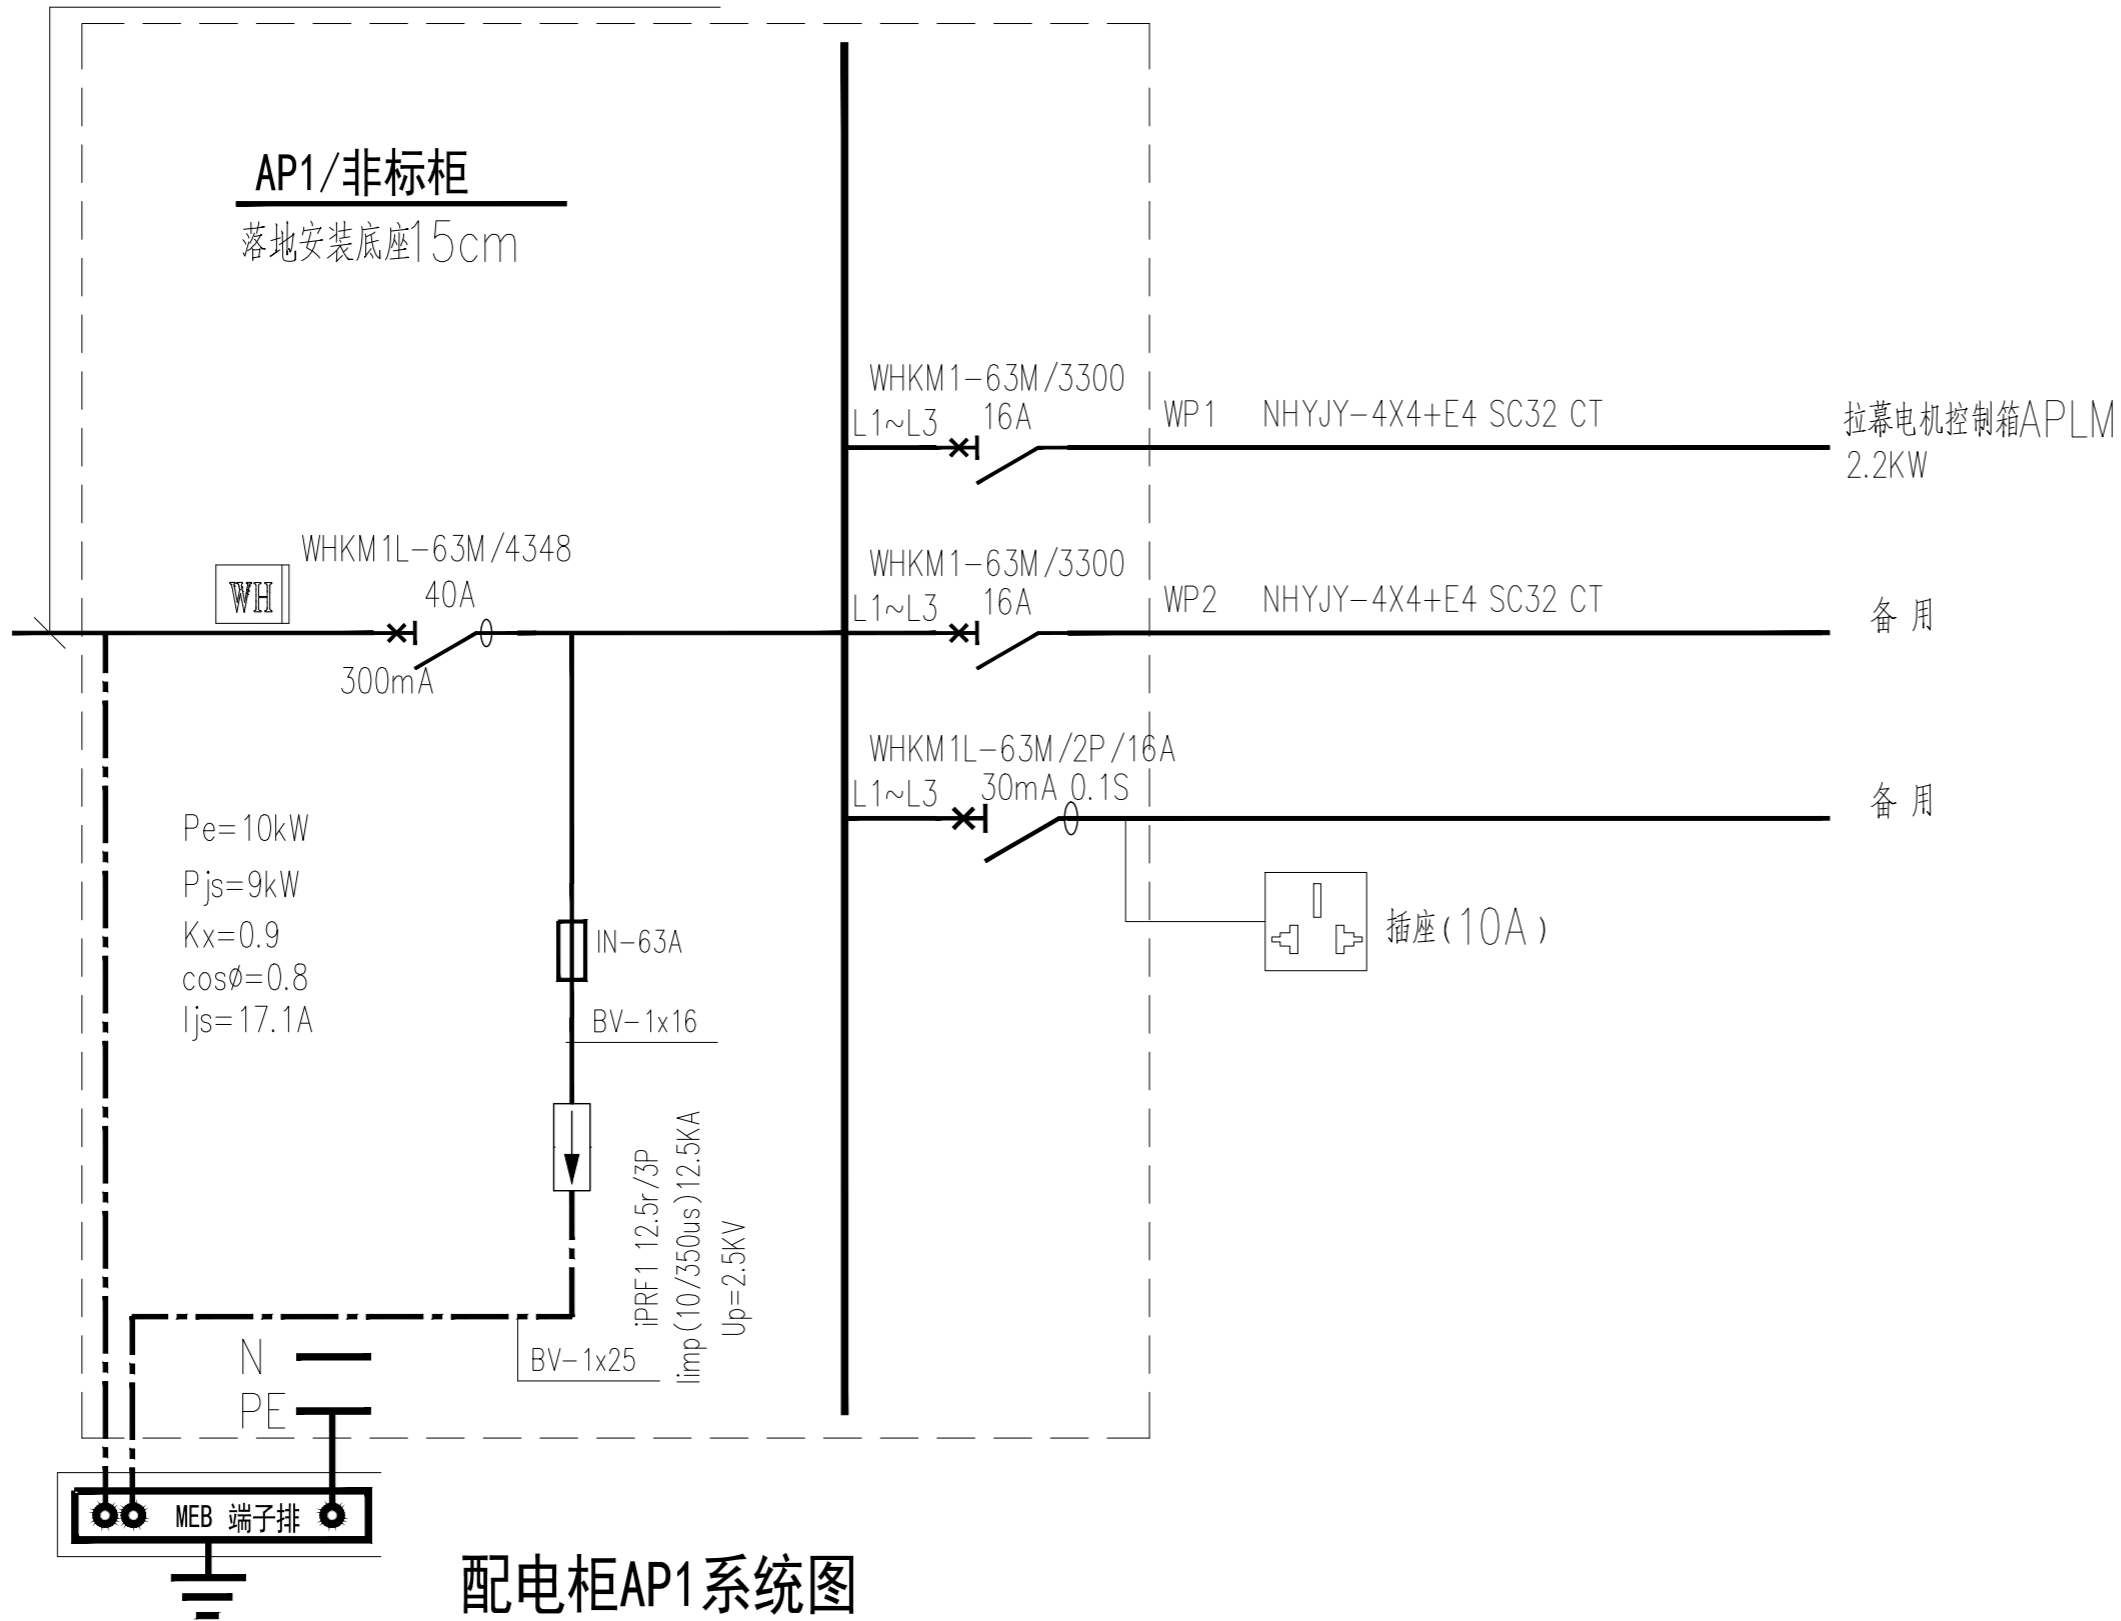 AP1/非标柜
落地安装底座15cm
WHKM1-63M/3300
L1~L3 16A
WP1 NHYJY-4X4+E4 SC32 CT
拉幕电机控制箱APLM
2.2KW
WHKM1L-63M/4348
WH
40A
300mA
WHKM1-63M/3300
L1~L3 16A
WP2 NHYJY-4X4+E4 SC32 CT
备用
WHKM1L-63M/2P/16A
L1~L3 30mA 0.1S
备用
插座(10A)
Pe=10kW
Pjs=9kW
Kx=0.9
cosø=0.8
Ijs=17.1A
IN-63A
BV-1x16
iPRF1 12.5r/3P
Iimp(10/350us)12.5KA
Up=2.5KV
BV-1x25
N
PE
MEB 端子排
配电柜AP1系统图